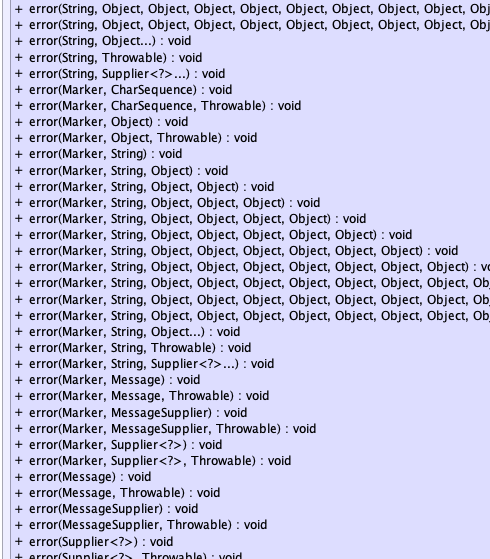 + error(String, Object, Object, Object, Object, Object, Object, Object, Object, Obj
+ error(String, Object, Object, Object, Object, Object, Object, Object, Object, Obj
+ error(String, Object...) : void
+ error(String, Throwable) : void
+ error(String, Supplier<?>...) : void
+ error(Marker, CharSequence) : void
+ error(Marker, CharSequence, Throwable) : void
+ error(Marker, Object) : void
+ error(Marker, Object, Throwable) : void
+ error(Marker, String) : void
+ error(Marker, String, Object) : void
+ error(Marker, String, Object, Object) : void
+ error(Marker, String, Object, Object, Object) : void
+ error(Marker, String, Object, Object, Object, Object) : void
+ error(Marker, String, Object, Object, Object, Object, Object) : void
+ error(Marker, String, Object, Object, Object, Object, Object, Object) : void
+ error(Marker, String, Object, Object, Object, Object, Object, Object, Object) : vo
+ error(Marker, String, Object, Object, Object, Object, Object, Object, Object, Obj
+ error(Marker, String, Object, Object, Object, Object, Object, Object, Object, Obj
+ error(Marker, String, Object, Object, Object, Object, Object, Object, Object, Obj
+ error(Marker, String, Object...) : void
+ error(Marker, String, Throwable) : void
+ error(Marker, String, Supplier<?>...) : void
+ error(Marker, Message) : void
+ error(Marker, Message, Throwable) : void
+ error(Marker, MessageSupplier) : void
+ error(Marker, MessageSupplier, Throwable) : void
+ error(Marker, Supplier<?>) : void
+ error(Marker, Supplier<?>, Throwable) : void
+ error(Message) : void
+ error(Message, Throwable) : void
+ error(MessageSupplier) : void
+ error(MessageSupplier, Throwable) : void
+ error(Supplier<?>) : void
+ error(Supplier<?>, Throwable) : void